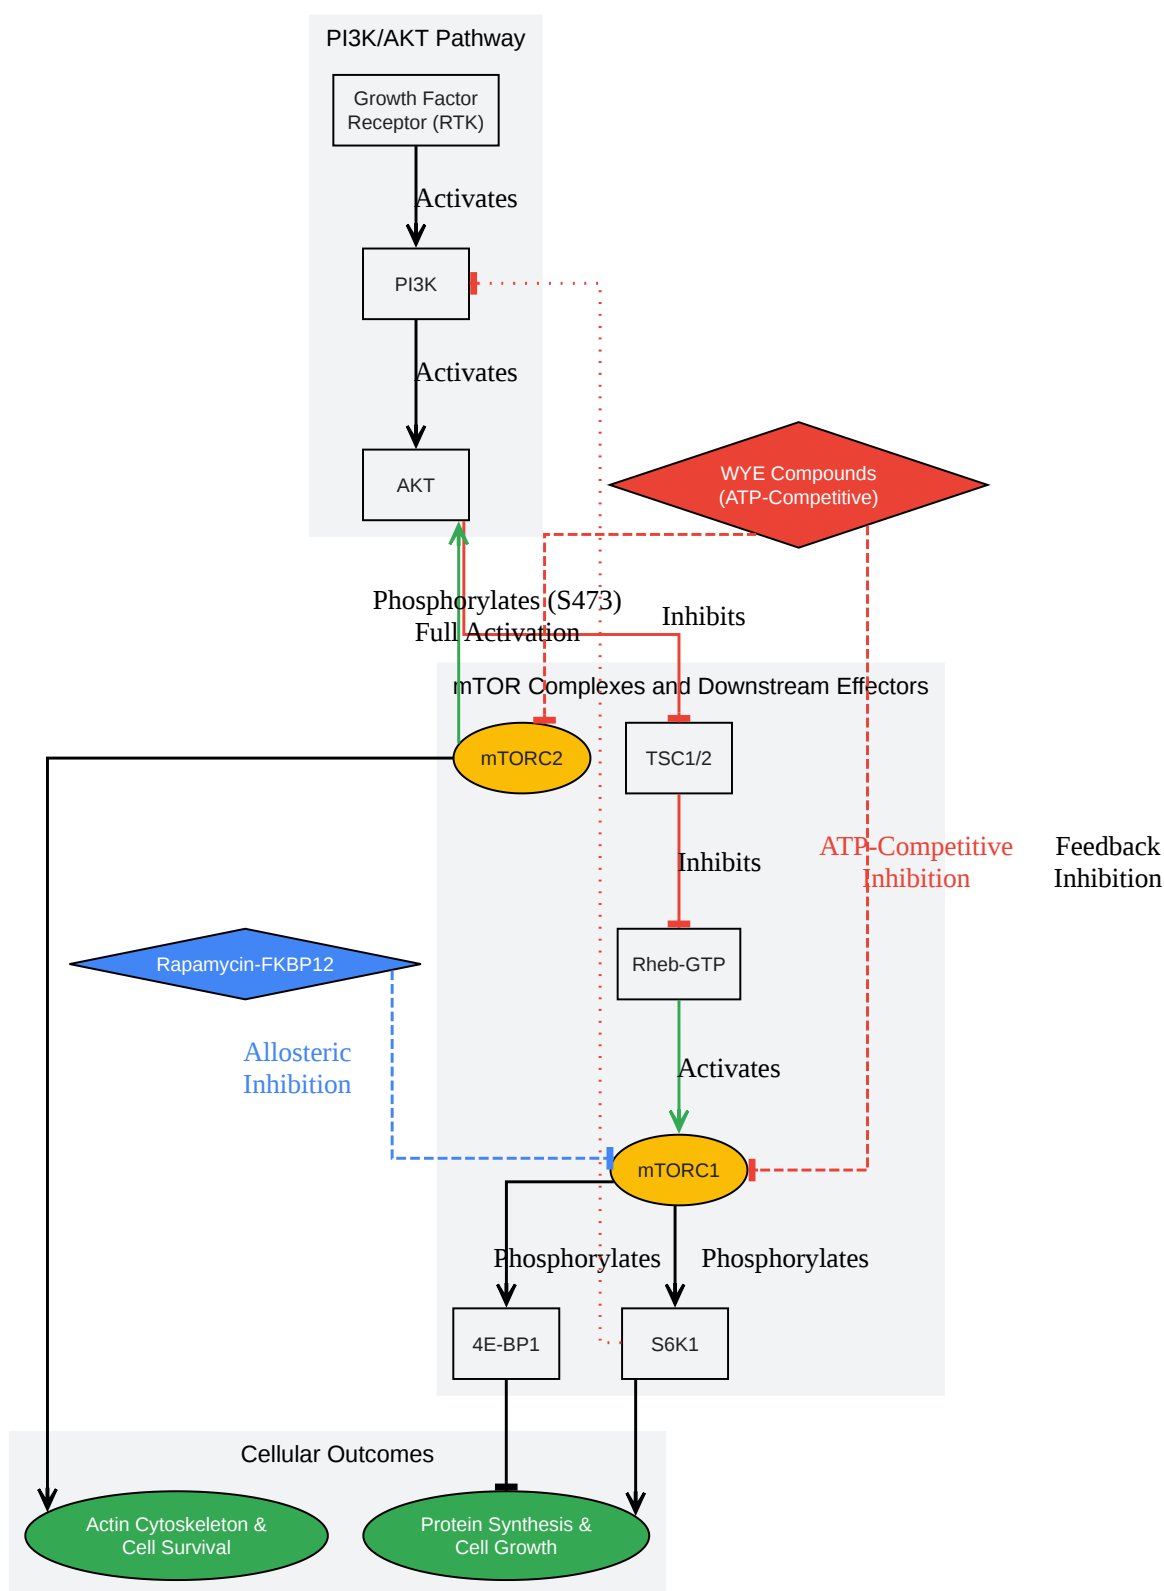 PI3K/AKT Pathway
Growth Factor
Receptor (RTK)
Activates
PI3K
Activates
AKT
WYE Compounds
(ATP-Competitive)
Phosphorylates (S473)
Full Activation
Inhibits
mTOR Complexes and Downstream Effectors
mTORC2
TSC1/2
Inhibits
ATP-Competitive
Inhibition
Feedback
Inhibition
Rapamycin-FKBP12
Rheb-GTP
Allosteric
Inhibition
Activates
mTORC1
Phosphorylates
Phosphorylates
4E-BP1
S6K1
Cellular Outcomes
Actin Cytoskeleton &
Cell Survival
Protein Synthesis &
Cell Growth